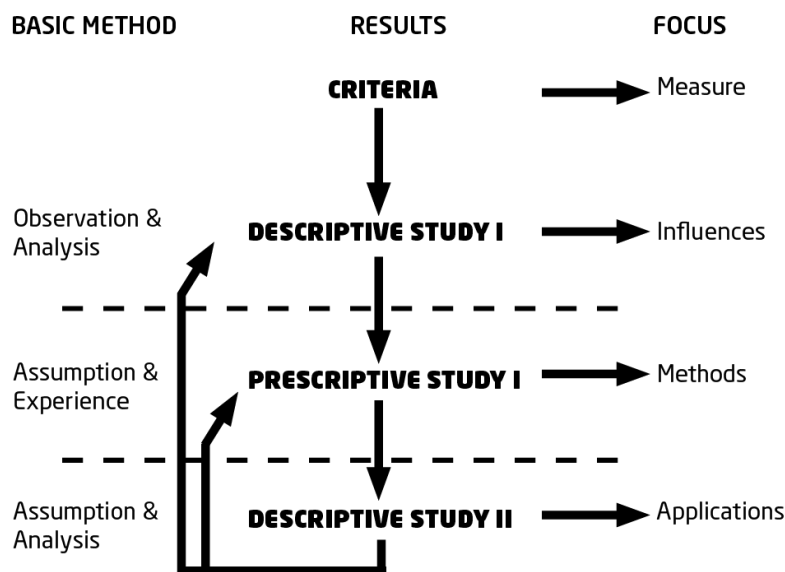 BASIC METHOD RESULTS FOCUS
CRITERIA Measure
Observation &
Analysis
DESCRIPTIVE STUDY I Influences
Assumption &
Experience
PRESCRIPTIVE STUDY I Methods
Assumption &
Analysis
DESCRIPTIVE STUDY II Applications